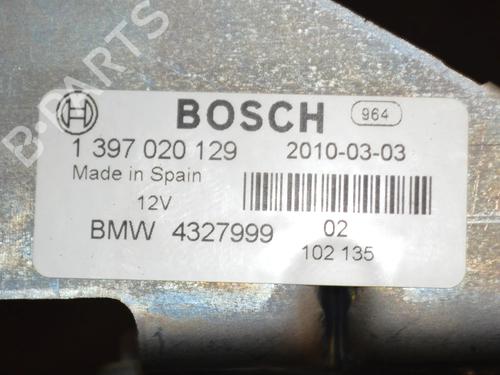 B-PARTS
BOSCH 964
1 397 020 129 2010-03-03
Made in Spain
12V
BMW 4327999 02
102 135